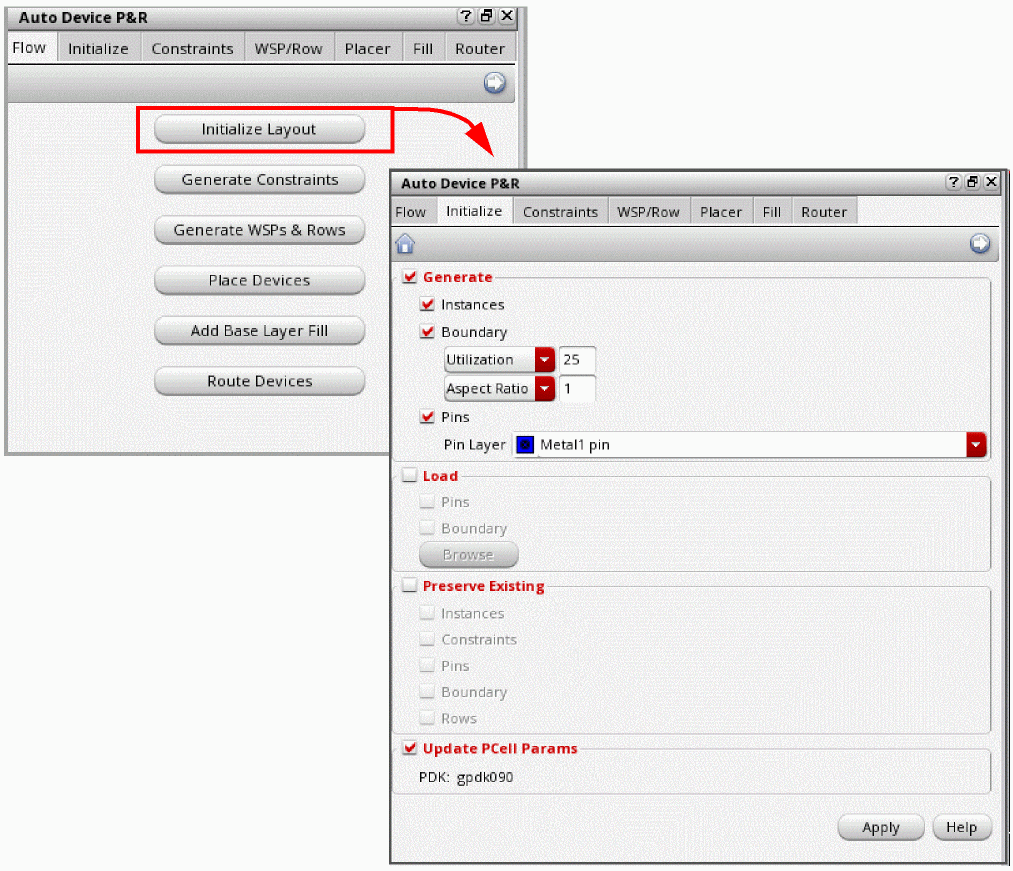 Auto Device P&R
Flow Initialize Constraints WSP/Row Placer Fill Router
Initialize Layout
Generate Constraints
Generate WSPs & Rows
Place Devices
Add Base Layer Fill
Route Devices
Auto Device P&R
Flow Initialize Constraints WSP/Row Placer Fill Router
Generate
Instances
Boundary
Utilization 25
Aspect Ratio 1
Pins
Pin Layer Metal1 pin
Load
Pins
Boundary
Browse
Preserve Existing
Instances
Constraints
Pins
Boundary
Rows
Update PCell Params
PDK: gpdk090
Apply Help